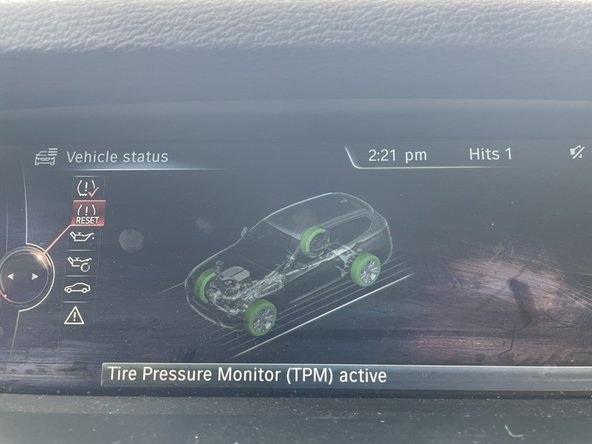 Vehicle status
2:21 pm
Hits 1
RESET
Tire Pressure Monitor (TPM) active